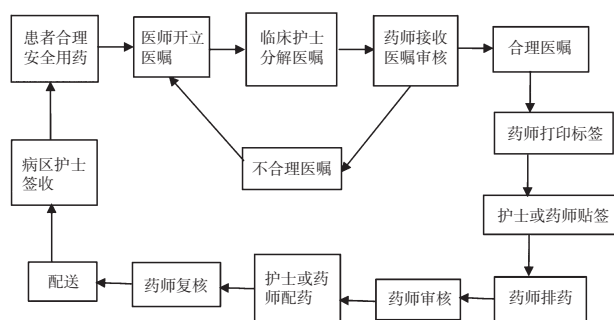 患者合理
安全用药
医师开立
医嘱
临床护士
分解医嘱
药师接收
医嘱审核
合理医嘱
不合理医嘱
药师打印标签
护士或药师贴签
药师排药
药师审核
护士或药
师配药
药师复核
配送
病区护士
签收